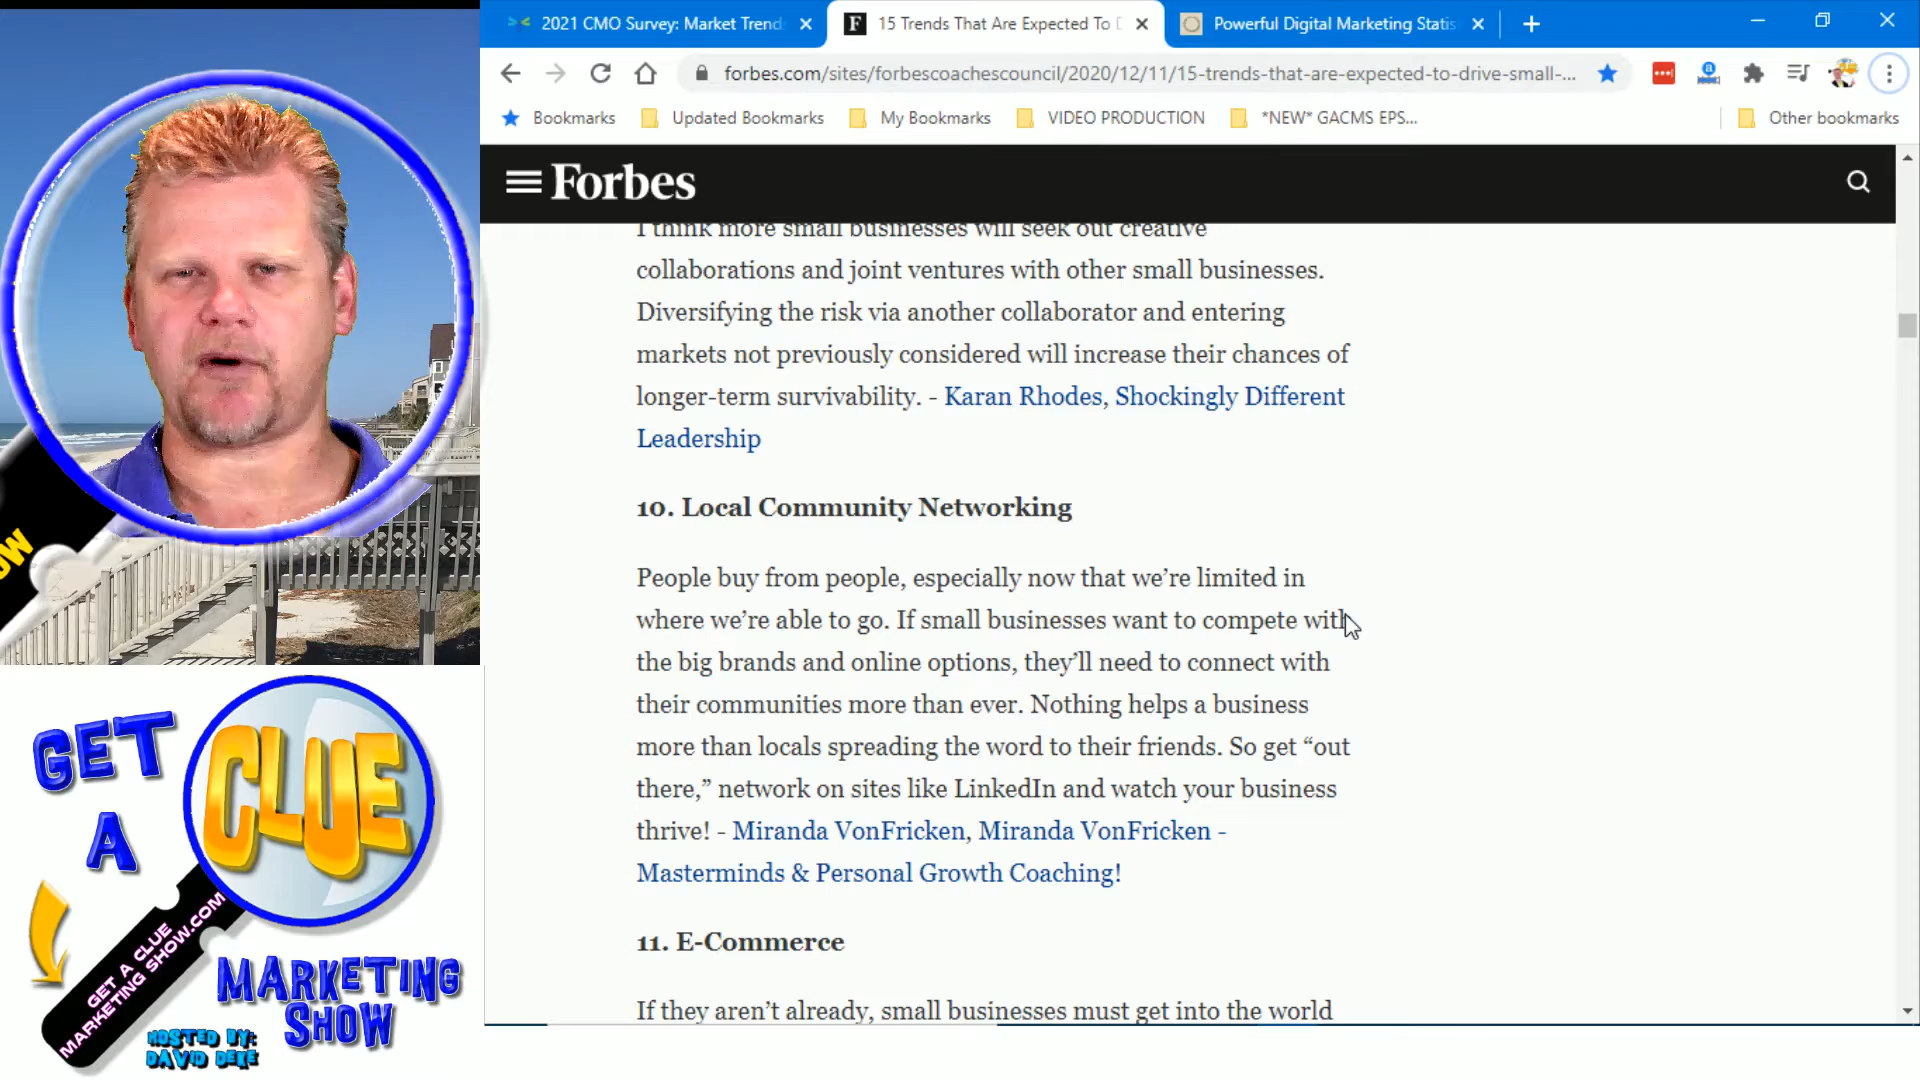 2021 CMO Survey: Market Trend
15 Trends That Are Expected To D
Powerful Digital Marketing Statis
forbes.com/sites/forbescoachescouncil/2020/12/11/15-trends-that-are-expected-to-drive-small-...
Bookmarks
Updated Bookmarks
My Bookmarks
VIDEO PRODUCTION
*NEW* GACMS EPS...
Other bookmarks
Forbes
I think more small businesses will seek out creative
collaborations and joint ventures with other small businesses.
Diversifying the risk via another collaborator and entering
markets not previously considered will increase their chances of
longer-term survivability. - Karan Rhodes, Shockingly Different
Leadership
10. Local Community Networking
People buy from people, especially now that we’re limited in
where we’re able to go. If small businesses want to compete with
the big brands and online options, they’ll need to connect with
their communities more than ever. Nothing helps a business
more than locals spreading the word to their friends. So get “out
there,” network on sites like LinkedIn and watch your business
thrive! - Miranda VonFricken, Miranda VonFricken -
Masterminds & Personal Growth Coaching!
11. E-Commerce
If they aren’t already, small businesses must get into the world
OW
GET
A
CLUE
GET A CLUE
MARKETING SHOW.COM
MARKETING
SHOW
HOSTED BY:
DAVID DEKE